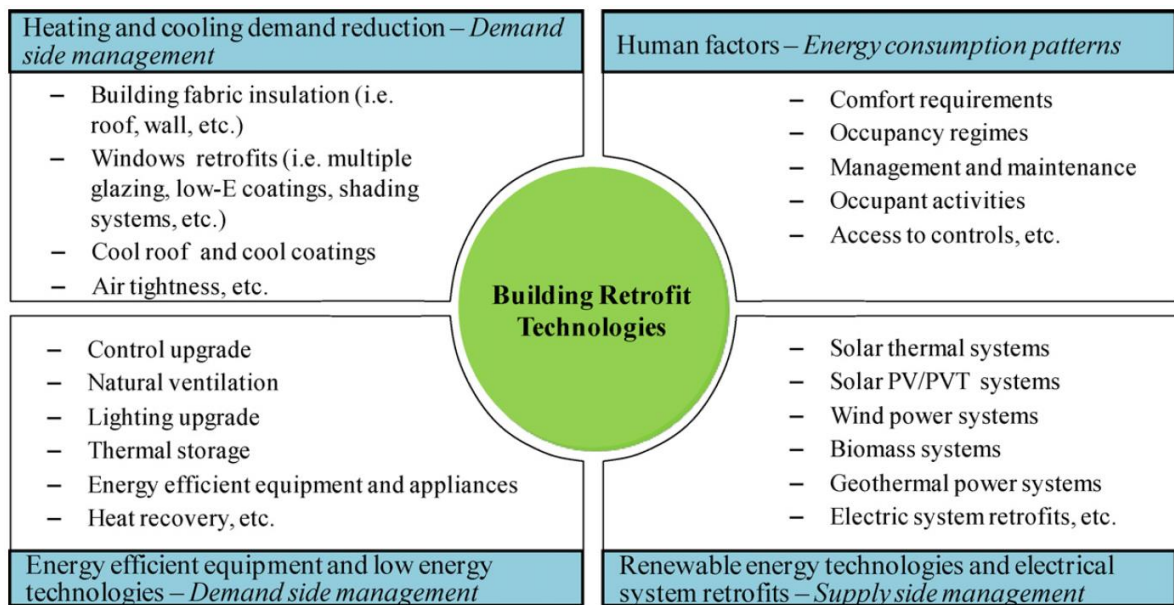 Heating and cooling demand reduction – Demand
side management
– Building fabric insulation (i.e.
roof, wall, etc.)
– Windows retrofits (i.e. multiple
glazing, low-E coatings, shading
systems, etc.)
– Cool roof and cool coatings
– Air tightness, etc.
Human factors – Energy consumption patterns
– Comfort requirements
– Occupancy regimes
– Management and maintenance
– Occupant activities
– Access to controls, etc.
Building Retrofit
Technologies
– Control upgrade
– Natural ventilation
– Lighting upgrade
– Thermal storage
– Energy efficient equipment and appliances
– Heat recovery, etc.
Energy efficient equipment and low energy
technologies – Demand side management
– Solar thermal systems
– Solar PV/PVT systems
– Wind power systems
– Biomass systems
– Geothermal power systems
– Electric system retrofits, etc.
Renewable energy technologies and electrical
system retrofits – Supply side management